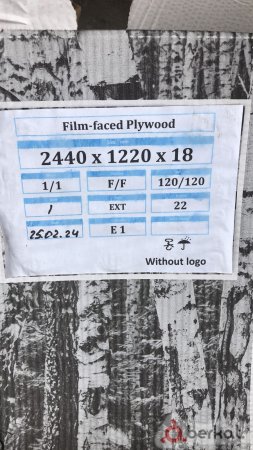 Film-faced Plywood
2440 x 1220 x 18
1/1 F/F 120/120
1 EXT 22
25.02.24 E 1
Without logo
berkat